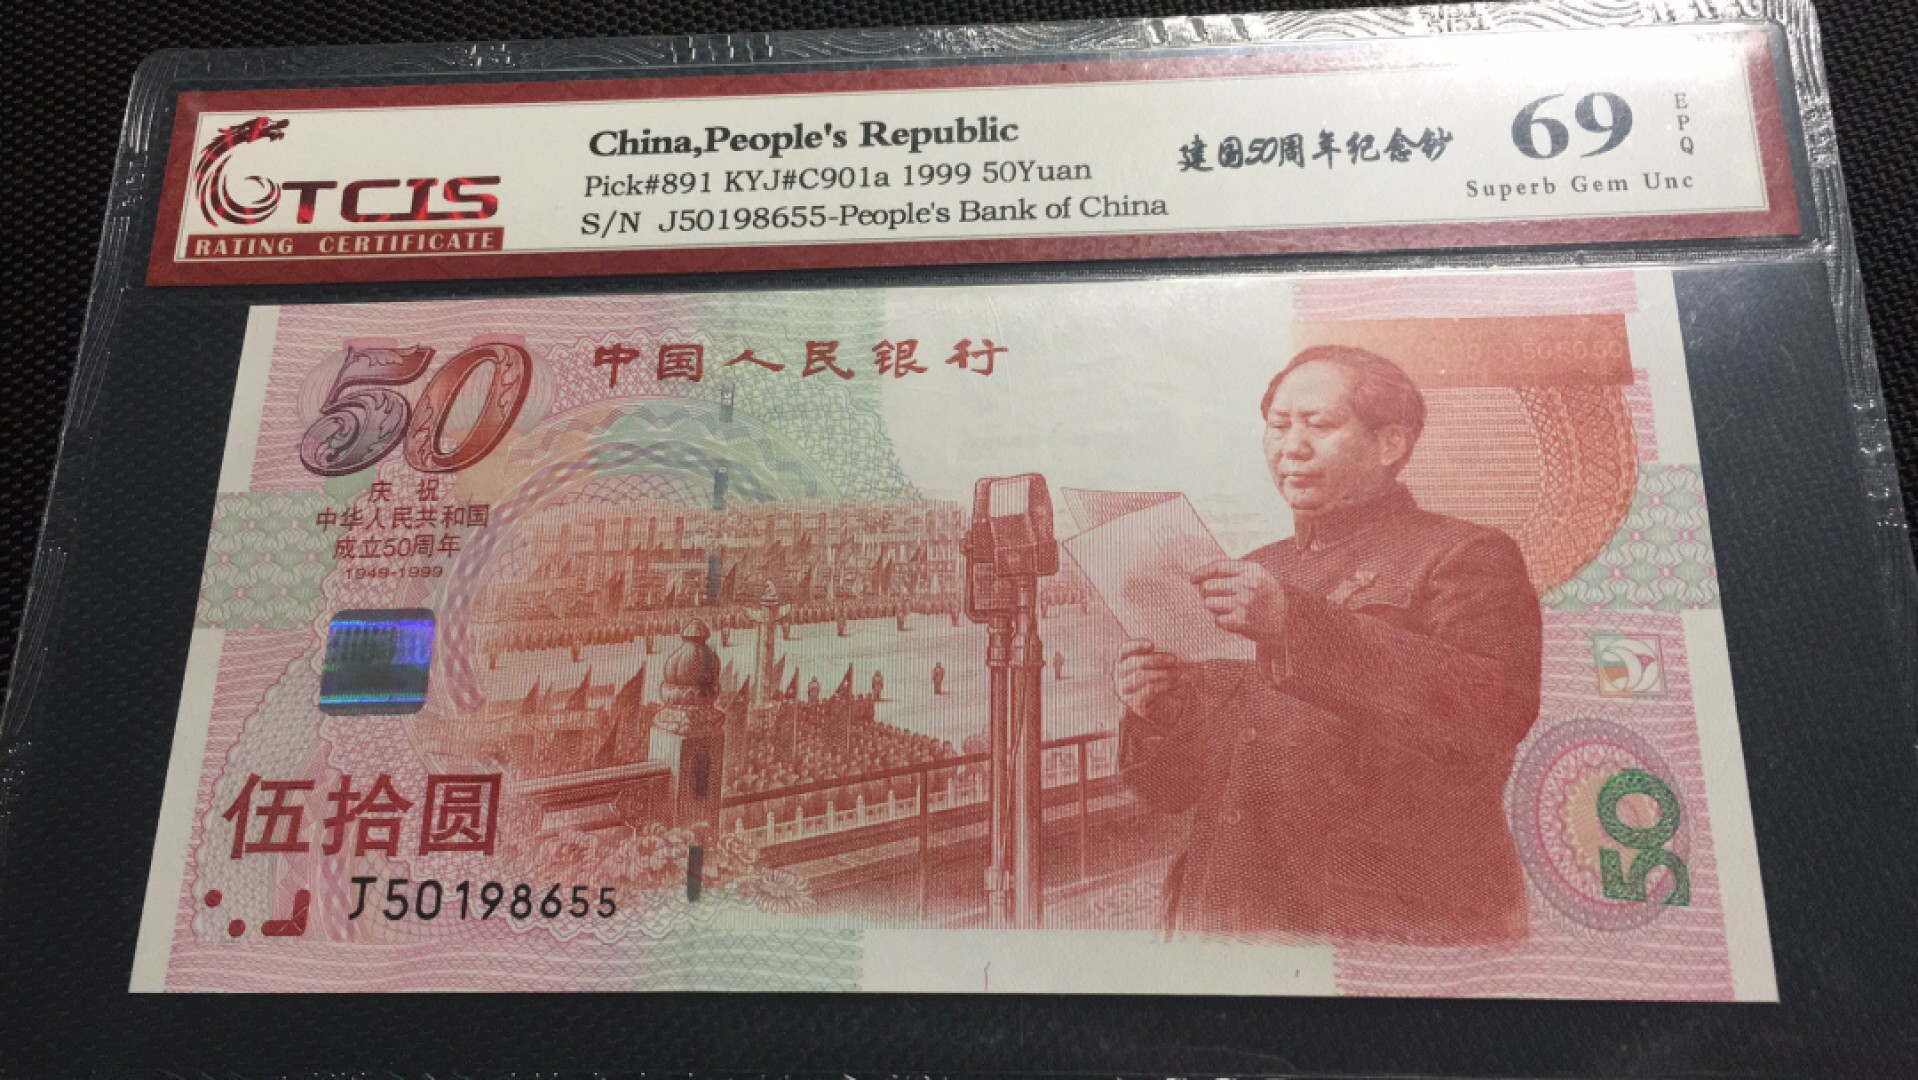 TCIS
RATING CERTIFICATE
China,People's Republic
Pick#891 KYJ#C901a 1999 50Yuan
S/N J50198655-People's Bank of China
建国50周年纪念钞
69
EPQ
Superb Gem Unc
50
中国人民银行
庆祝
中华人民共和国
成立50周年
1949-1999
伍拾圆
J50198655
50